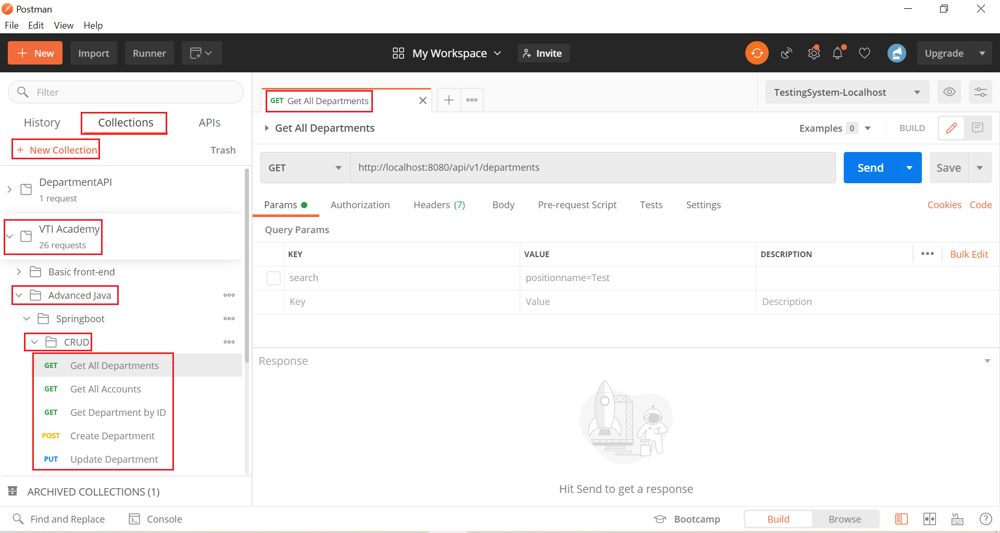 Postman
File Edit View Help
New Import Runner My Workspace Invite Upgrade
Filter
History Collections APIs
+ New Collection Trash
DepartmentAPI
1 request
VTI Academy
26 requests
Basic front-end
Advanced Java
Springboot
CRUD
GET Get All Departments
GET Get All Accounts
GET Get Department by ID
POST Create Department
PUT Update Department
ARCHIVED COLLECTIONS (1)
GET Get All Departments
TestingSystem-Localhost
Get All Departments Examples 0 BUILD
GET http://localhost:8080/api/v1/departments Send Save
Params Authorization Headers (7) Body Pre-request Script Tests Settings Cookies Code
Query Params
KEY VALUE DESCRIPTION Bulk Edit
search positionname=Test
Key Value Description
Response
Hit Send to get a response
Find and Replace Console Bootcamp Build Browse